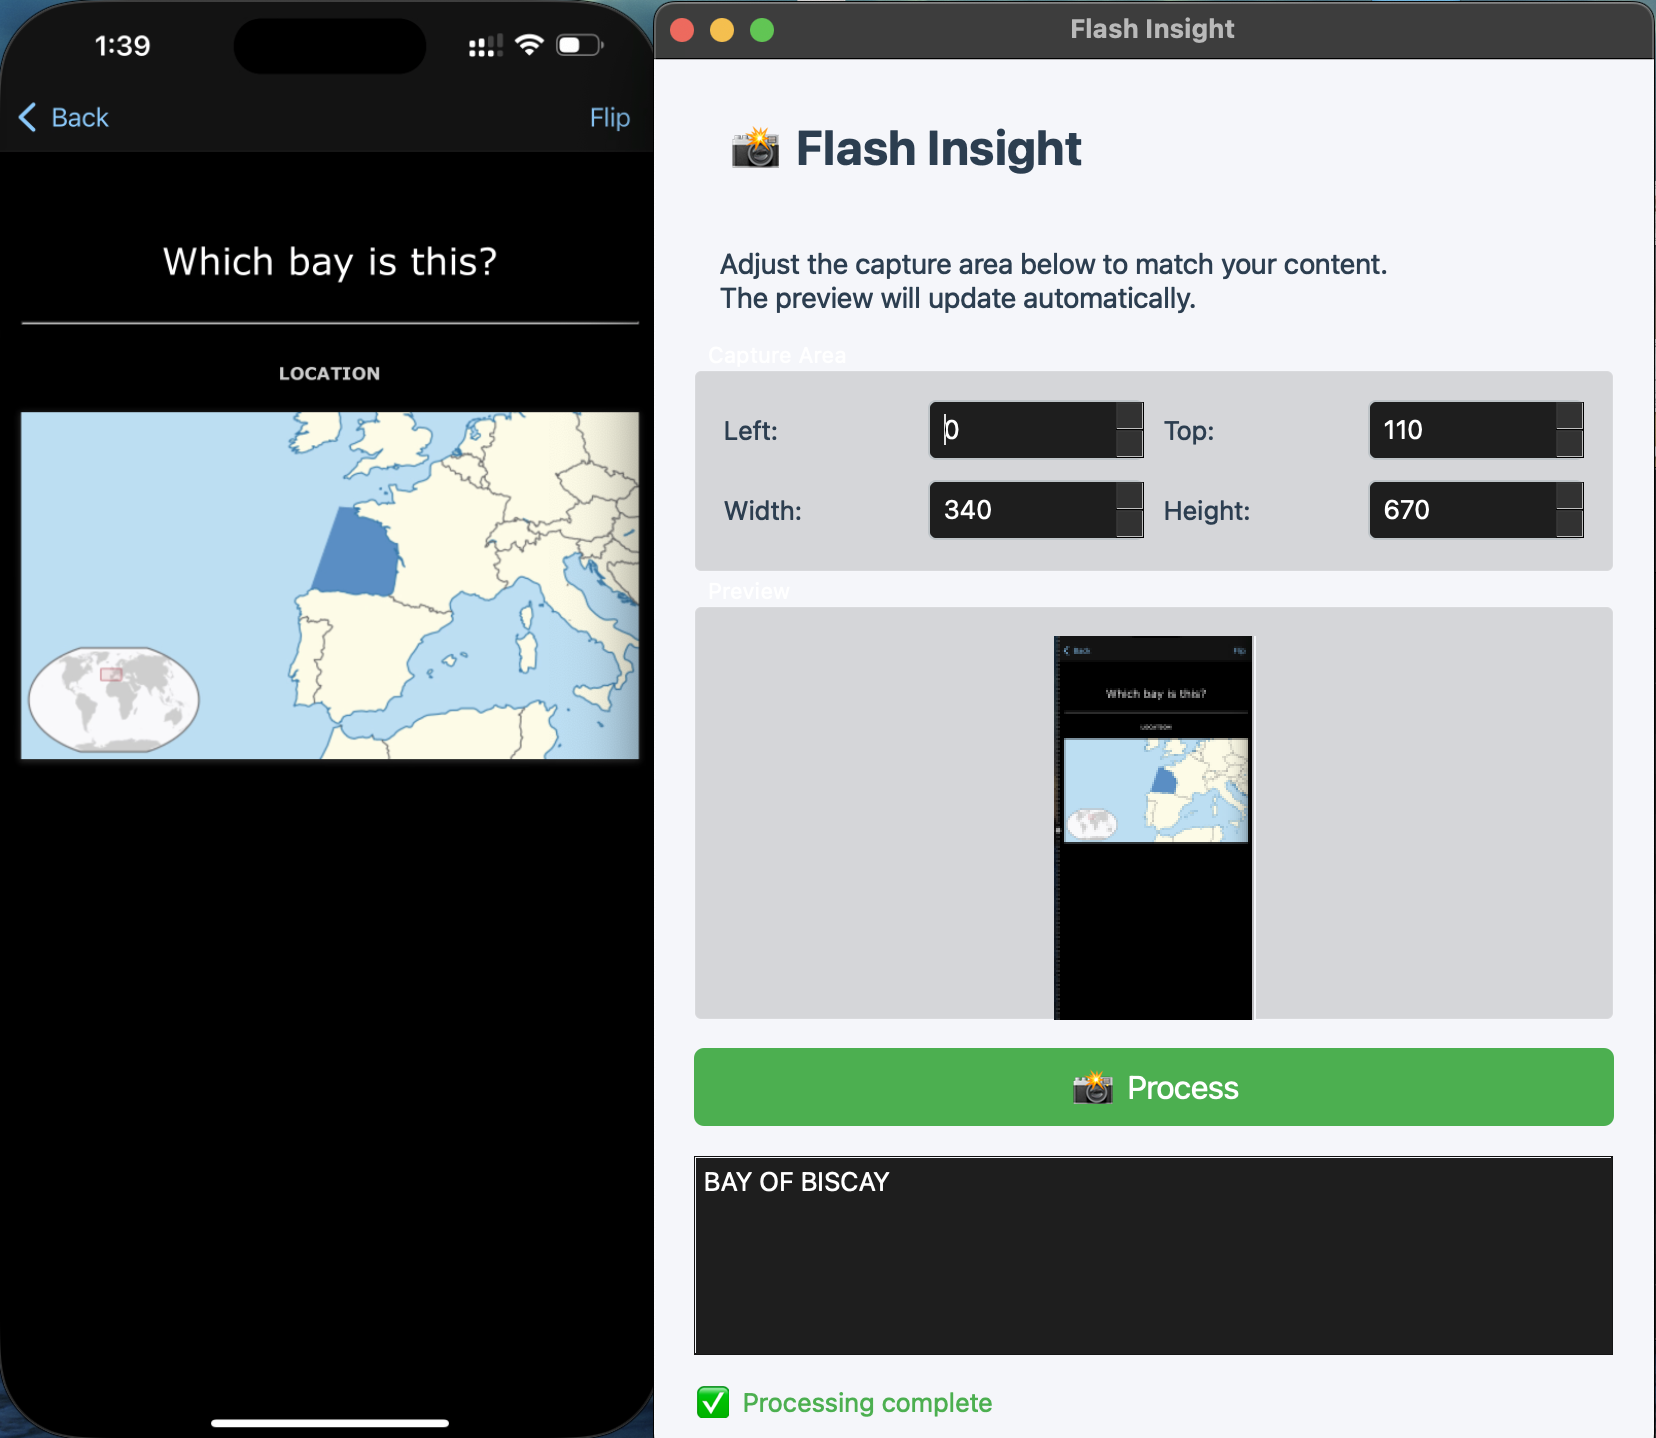 1:39
Back
Flip
Which bay is this?
LOCATION
Flash Insight
Flash Insight
Adjust the capture area below to match your content.
The preview will update automatically.
Capture Area
Left:
0
Top:
110
Width:
340
Height:
670
Preview
Back
Flip
Which bay is this?
LOCATION
Process
BAY OF BISCAY
Processing complete